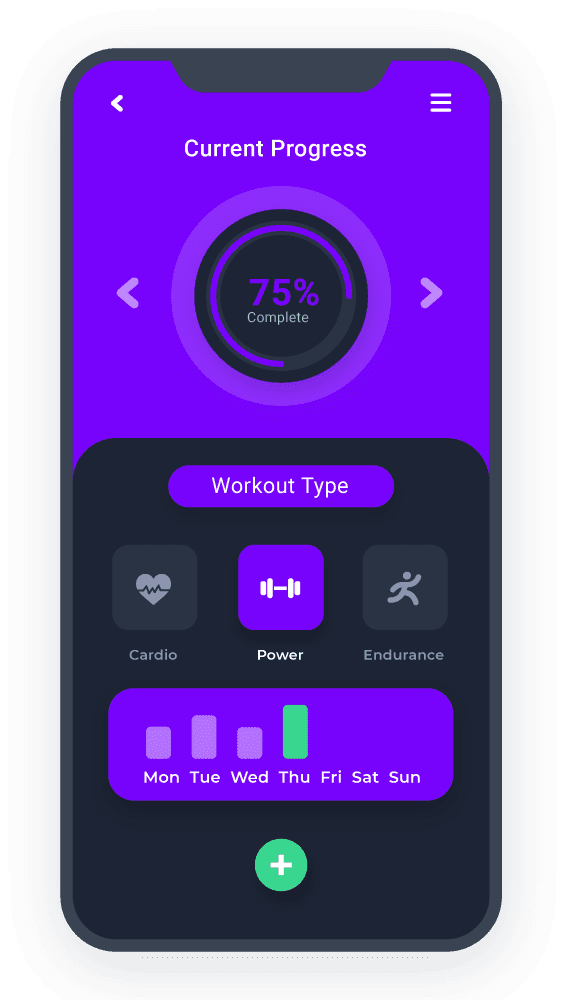 Current Progress
75%
Complete
Workout Type
Cardio Power Endurance
Mon Tue Wed Thu Fri Sat Sun